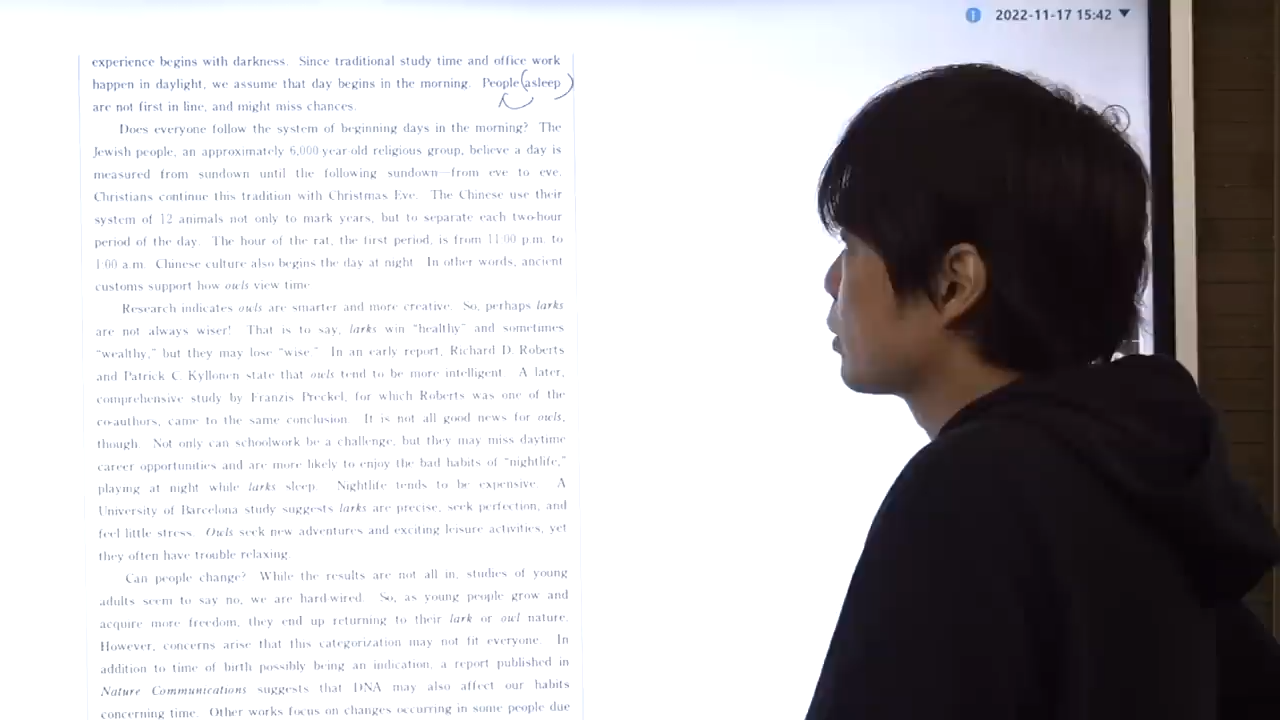 2022-11-17 15:42
experience begins with darkness. Since traditional study time and office work
happen in daylight, we assume that day begins in the morning. People (asleep)
are not first in line, and might miss chances.
Does everyone follow the system of beginning days in the morning? The
Jewish people, an approximately 6,000-year-old religious group, believe a day is
measured from sundown until the following sundown—from eve to eve.
Christians continue this tradition with Christmas Eve. The Chinese use their
system of 12 animals not only to mark years, but to separate each two-hour
period of the day. The hour of the rat, the first period, is from 11:00 p.m. to
1:00 a.m. Chinese culture also begins the day at night. In other words, ancient
customs support how owls view time.
Research indicates owls are smarter and more creative. So, perhaps larks
are not always wiser! That is to say, larks win "healthy" and sometimes
"wealthy," but they may lose "wise." In an early report, Richard D. Roberts
and Patrick C. Kyllonen state that owls tend to be more intelligent. A later,
comprehensive study by Franzis Preckel, for which Roberts was one of the
co-authors, came to the same conclusion. It is not all good news for owls,
though. Not only can schoolwork be a challenge, but they may miss daytime
career opportunities and are more likely to enjoy the bad habits of "nightlife,"
playing at night while larks sleep. Nightlife tends to be expensive. A
University of Barcelona study suggests larks are precise, seek perfection, and
feel little stress. Owls seek new adventures and exciting leisure activities, yet
they often have trouble relaxing.
Can people change? While the results are not all in, studies of young
adults seem to say no, we are hard-wired. So, as young people grow and
acquire more freedom, they end up returning to their lark or owl nature.
However, concerns arise that this categorization may not fit everyone. In
addition to time of birth possibly being an indication, a report published in
Nature Communications suggests that DNA may also affect our habits
concerning time. Other works focus on changes occurring in some people due